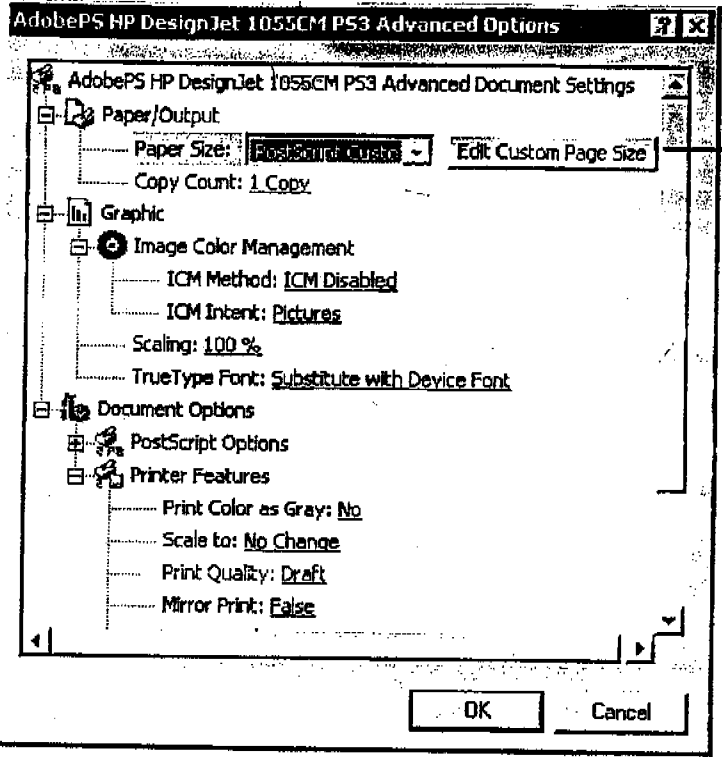 AdobePS HP DesignJet 1055CM PS3 Advanced Options
AdobePS HP DesignJet 1055CM PS3 Advanced Document Settings
Paper/Output
Paper Size: PostScript Custo Edit Custom Page Size
Copy Count: 1 Copy
Graphic
Image Color Management
ICM Method: ICM Disabled
ICM Intent: Pictures
Scaling: 100 %
TrueType Font: Substitute with Device Font
Document Options
PostScript Options
Printer Features
Print Color as Gray: No
Scale to: No Change
Print Quality: Draft
Mirror Print: False
OK Cancel